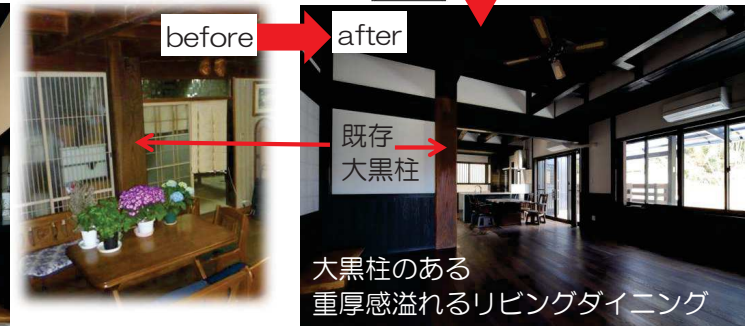 before
after
既存
大黒柱
大黒柱のある
重厚感溢れるリビングダイニング